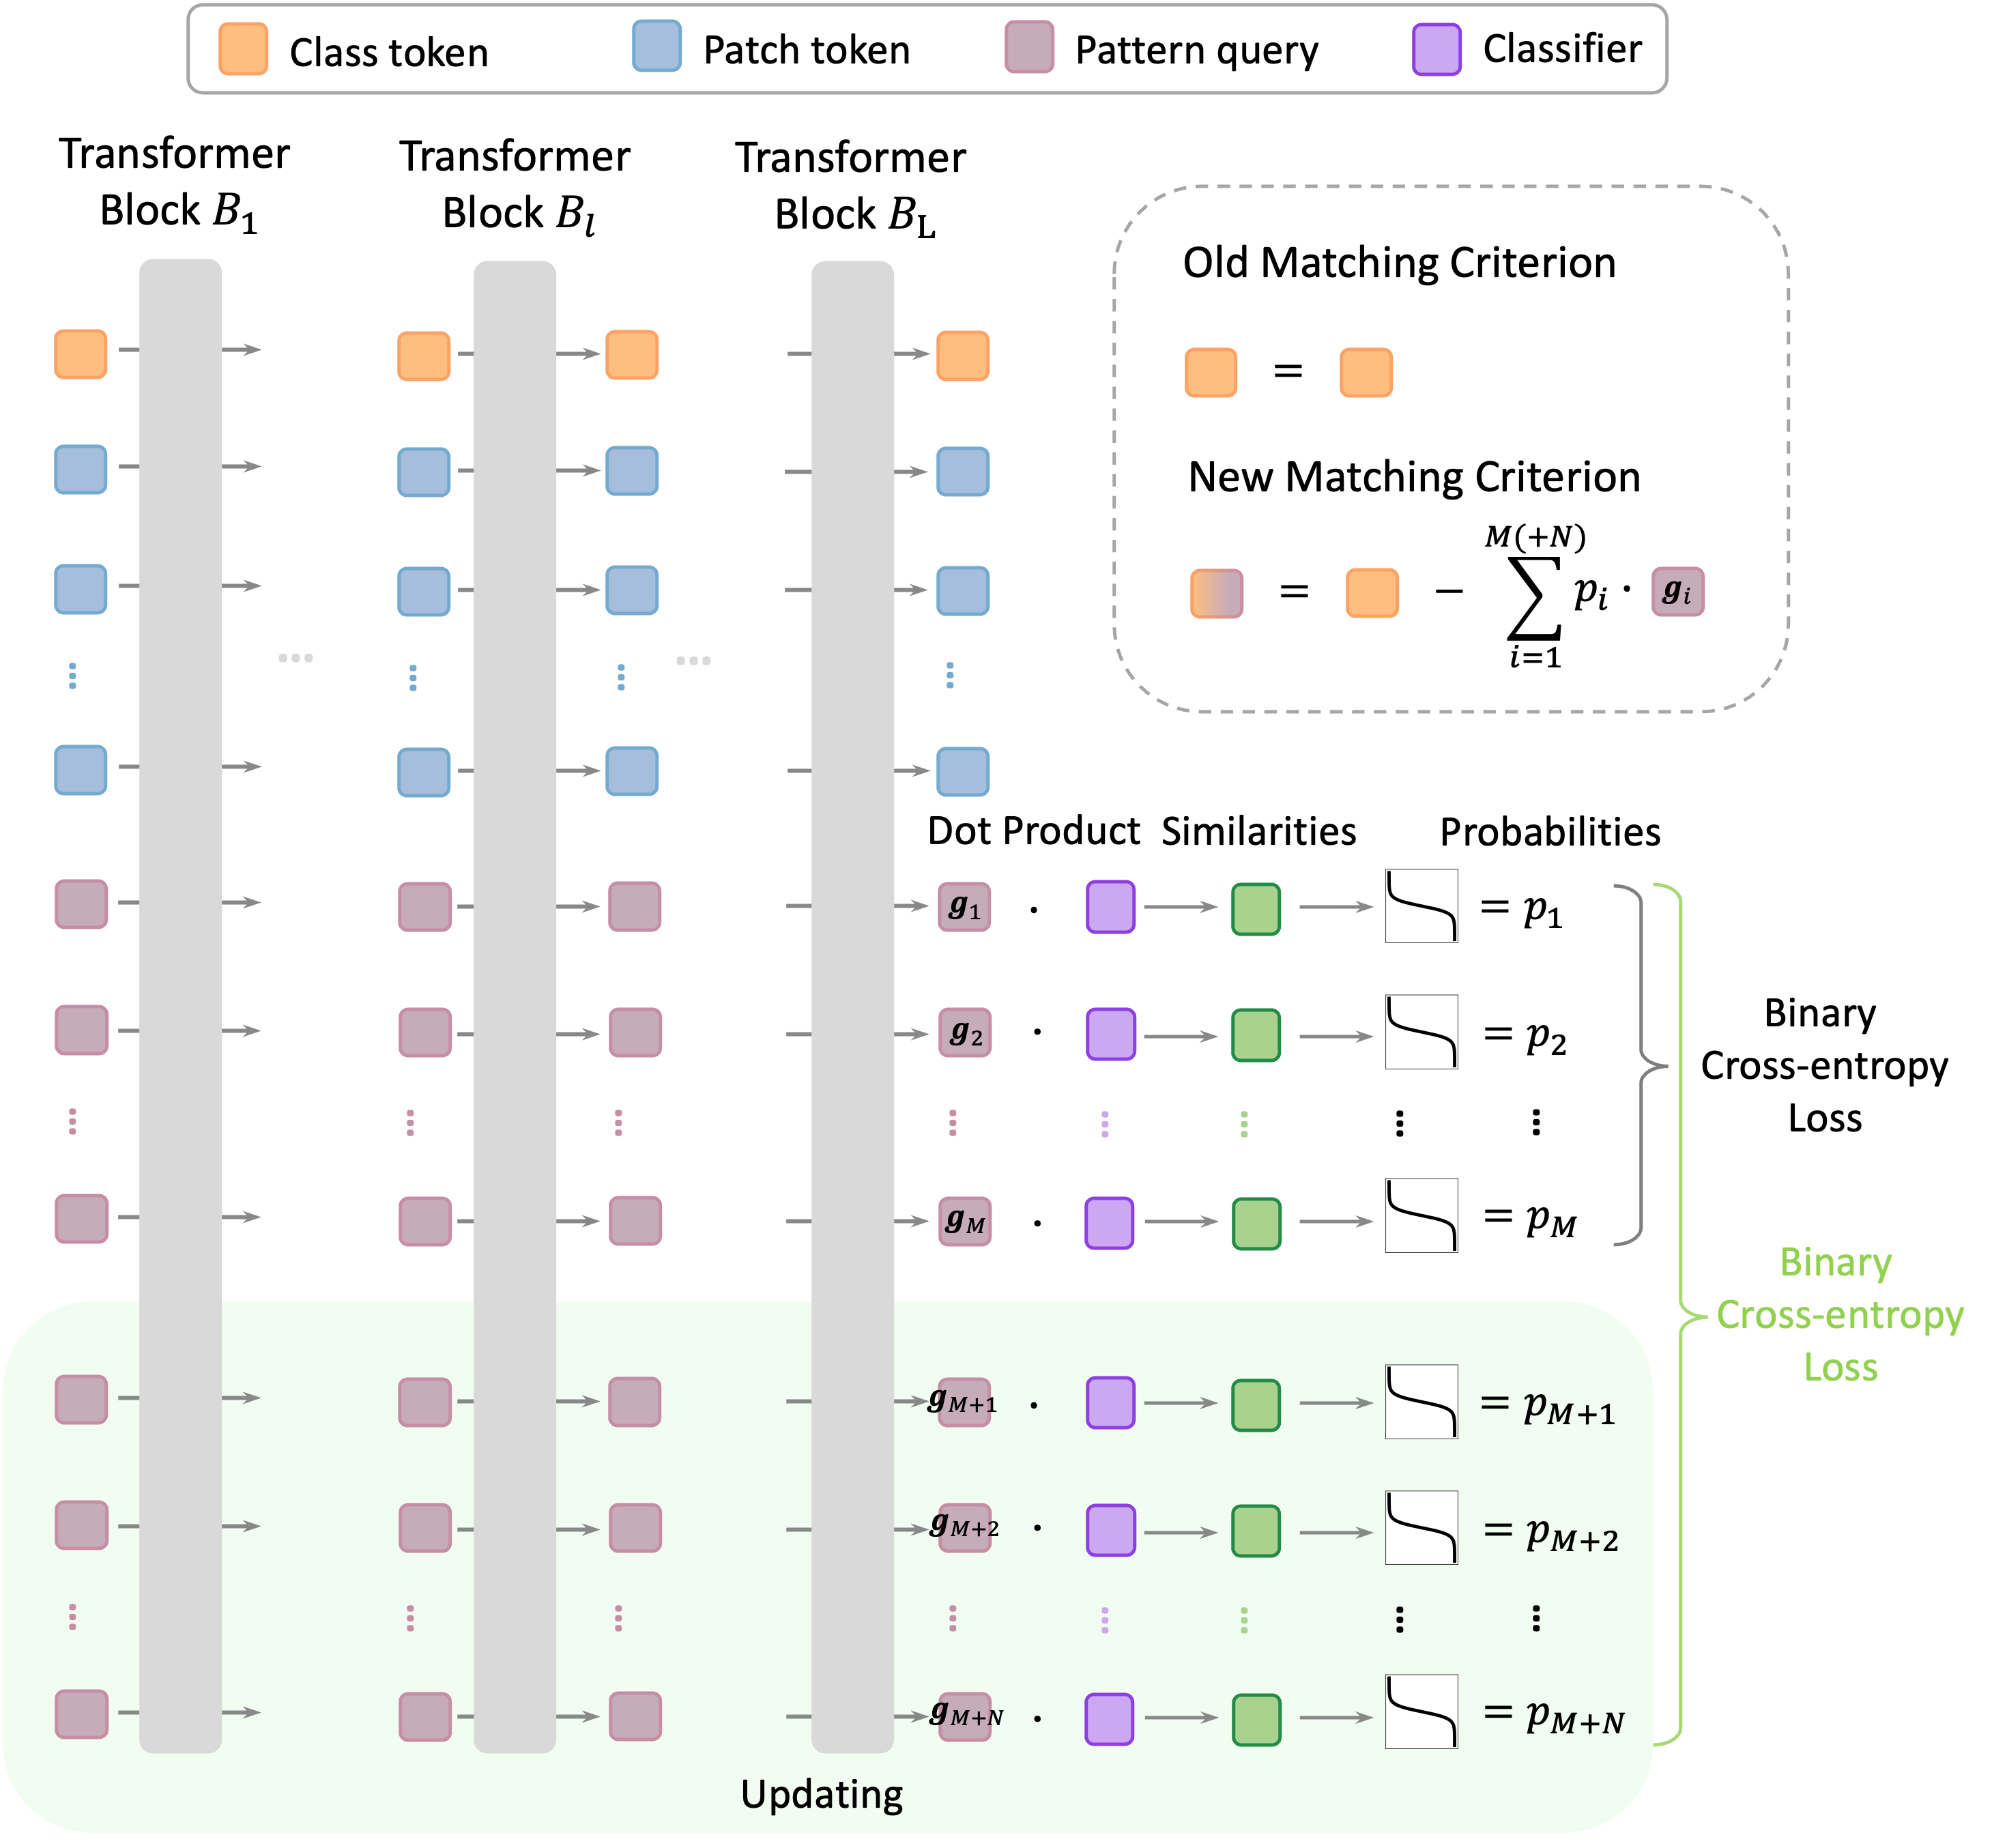 Class token
Patch token
Pattern query
Classifier
Transformer
Block B_1
Transformer
Block B_l
Transformer
Block B_L
Old Matching Criterion
=
New Matching Criterion
= − \sum_{i=1}^{M(+N)} p_i · g_i
Dot Product
Similarities
Probabilities
g_1 · = p_1
g_2 · = p_2
g_M · = p_M
Binary
Cross-entropy
Loss
Binary
Cross-entropy
Loss
g_{M+1} · = p_{M+1}
g_{M+2} · = p_{M+2}
g_{M+N} · = p_{M+N}
Updating